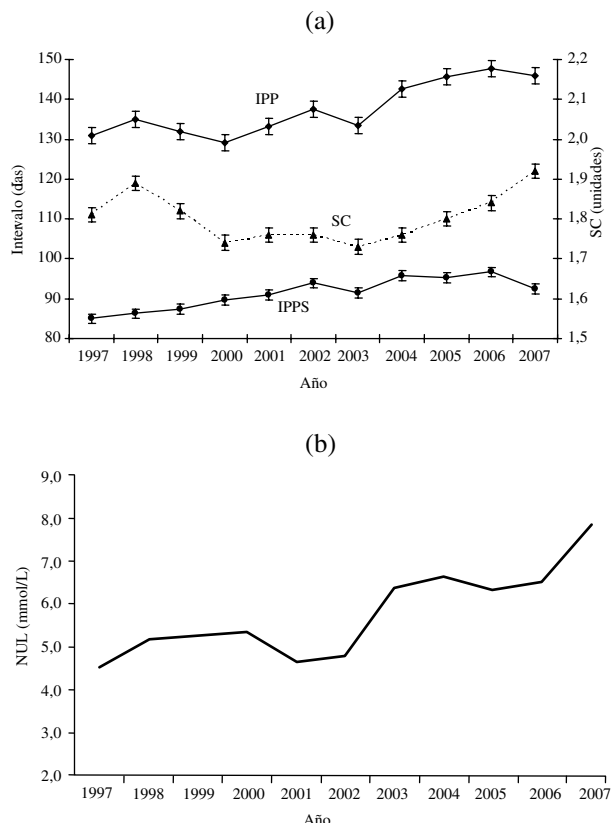 (a)
150
140
130
120
110
100
90
80
Intervalo (días)
2,2
2,1
2,0
1,9
1,8
1,7
1,6
1,5
SC (unidades)
IPP
SC
IPPS
1997 1998 1999 2000 2001 2002 2003 2004 2005 2006 2007
Año
(b)
9,0
8,0
7,0
6,0
5,0
4,0
3,0
2,0
NUL (mmol/L)
1997 1998 1999 2000 2001 2002 2003 2004 2005 2006 2007
Año